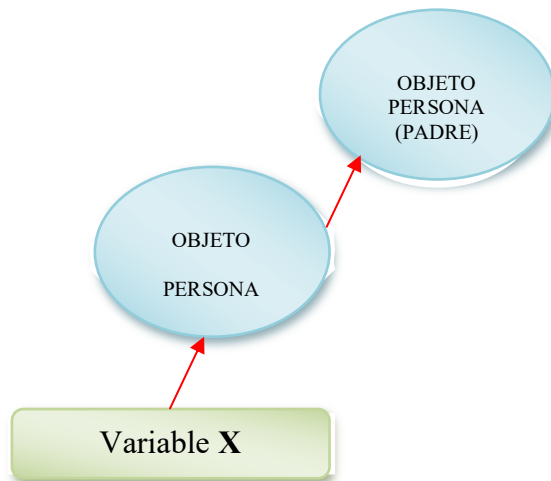 OBJETO
PERSONA
(PADRE)
OBJETO
PERSONA
Variable X